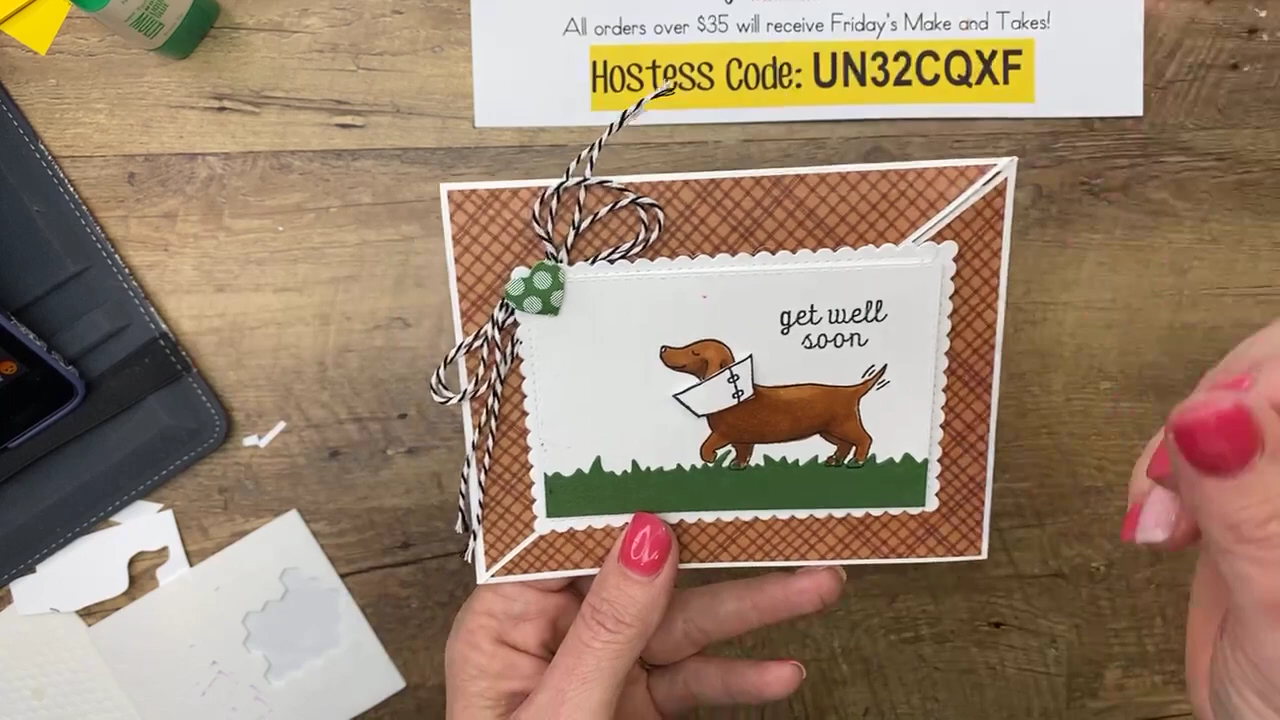 All orders over $35 will receive Friday's Make and Takes!
Hostess Code: UN32CQXF
get well
soon